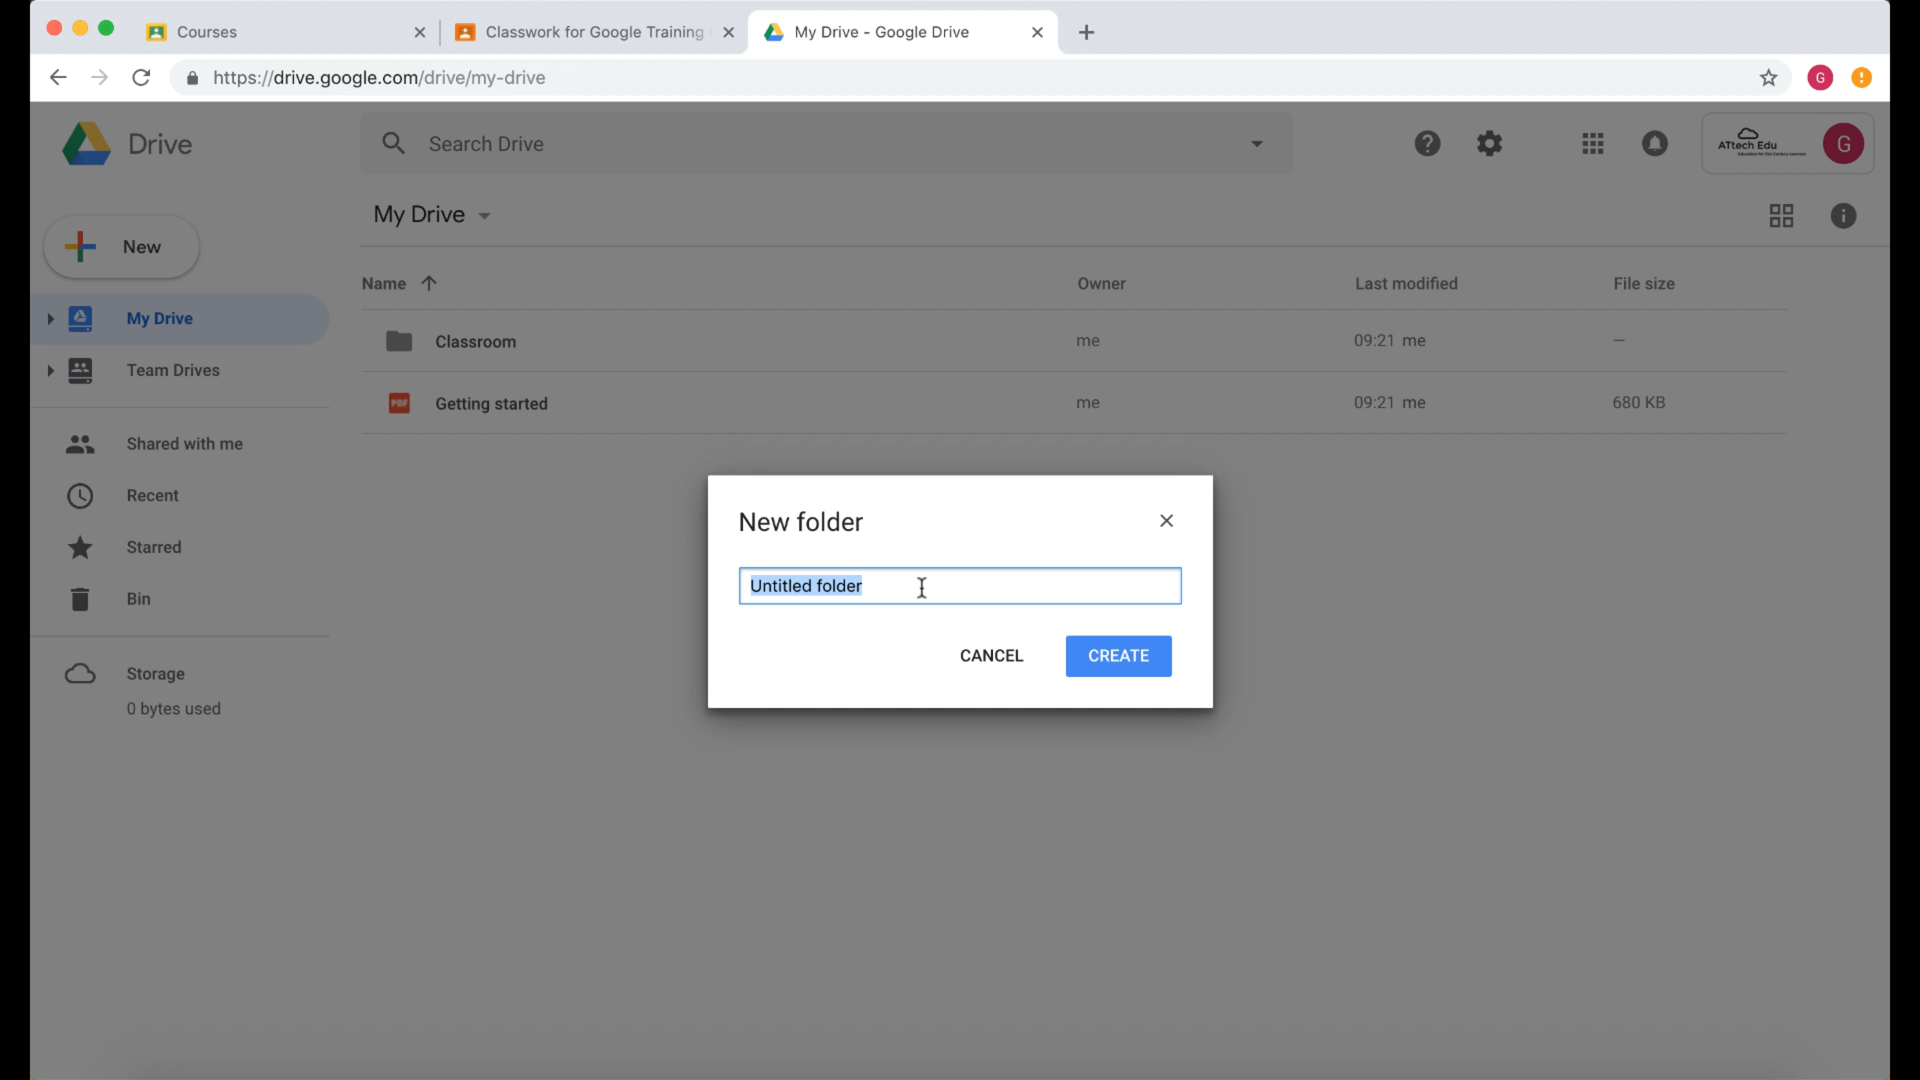 Courses
Classwork for Google Training
My Drive - Google Drive
https://drive.google.com/drive/my-drive
G
Drive
Search Drive
ATtech Edu
G
My Drive
New
Name
Owner
Last modified
File size
My Drive
Classroom
me
09:21 me
—
Team Drives
PDF
Getting started
me
09:21 me
680 KB
Shared with me
Recent
New folder
Starred
Untitled folder
Bin
CANCEL
CREATE
Storage
0 bytes used